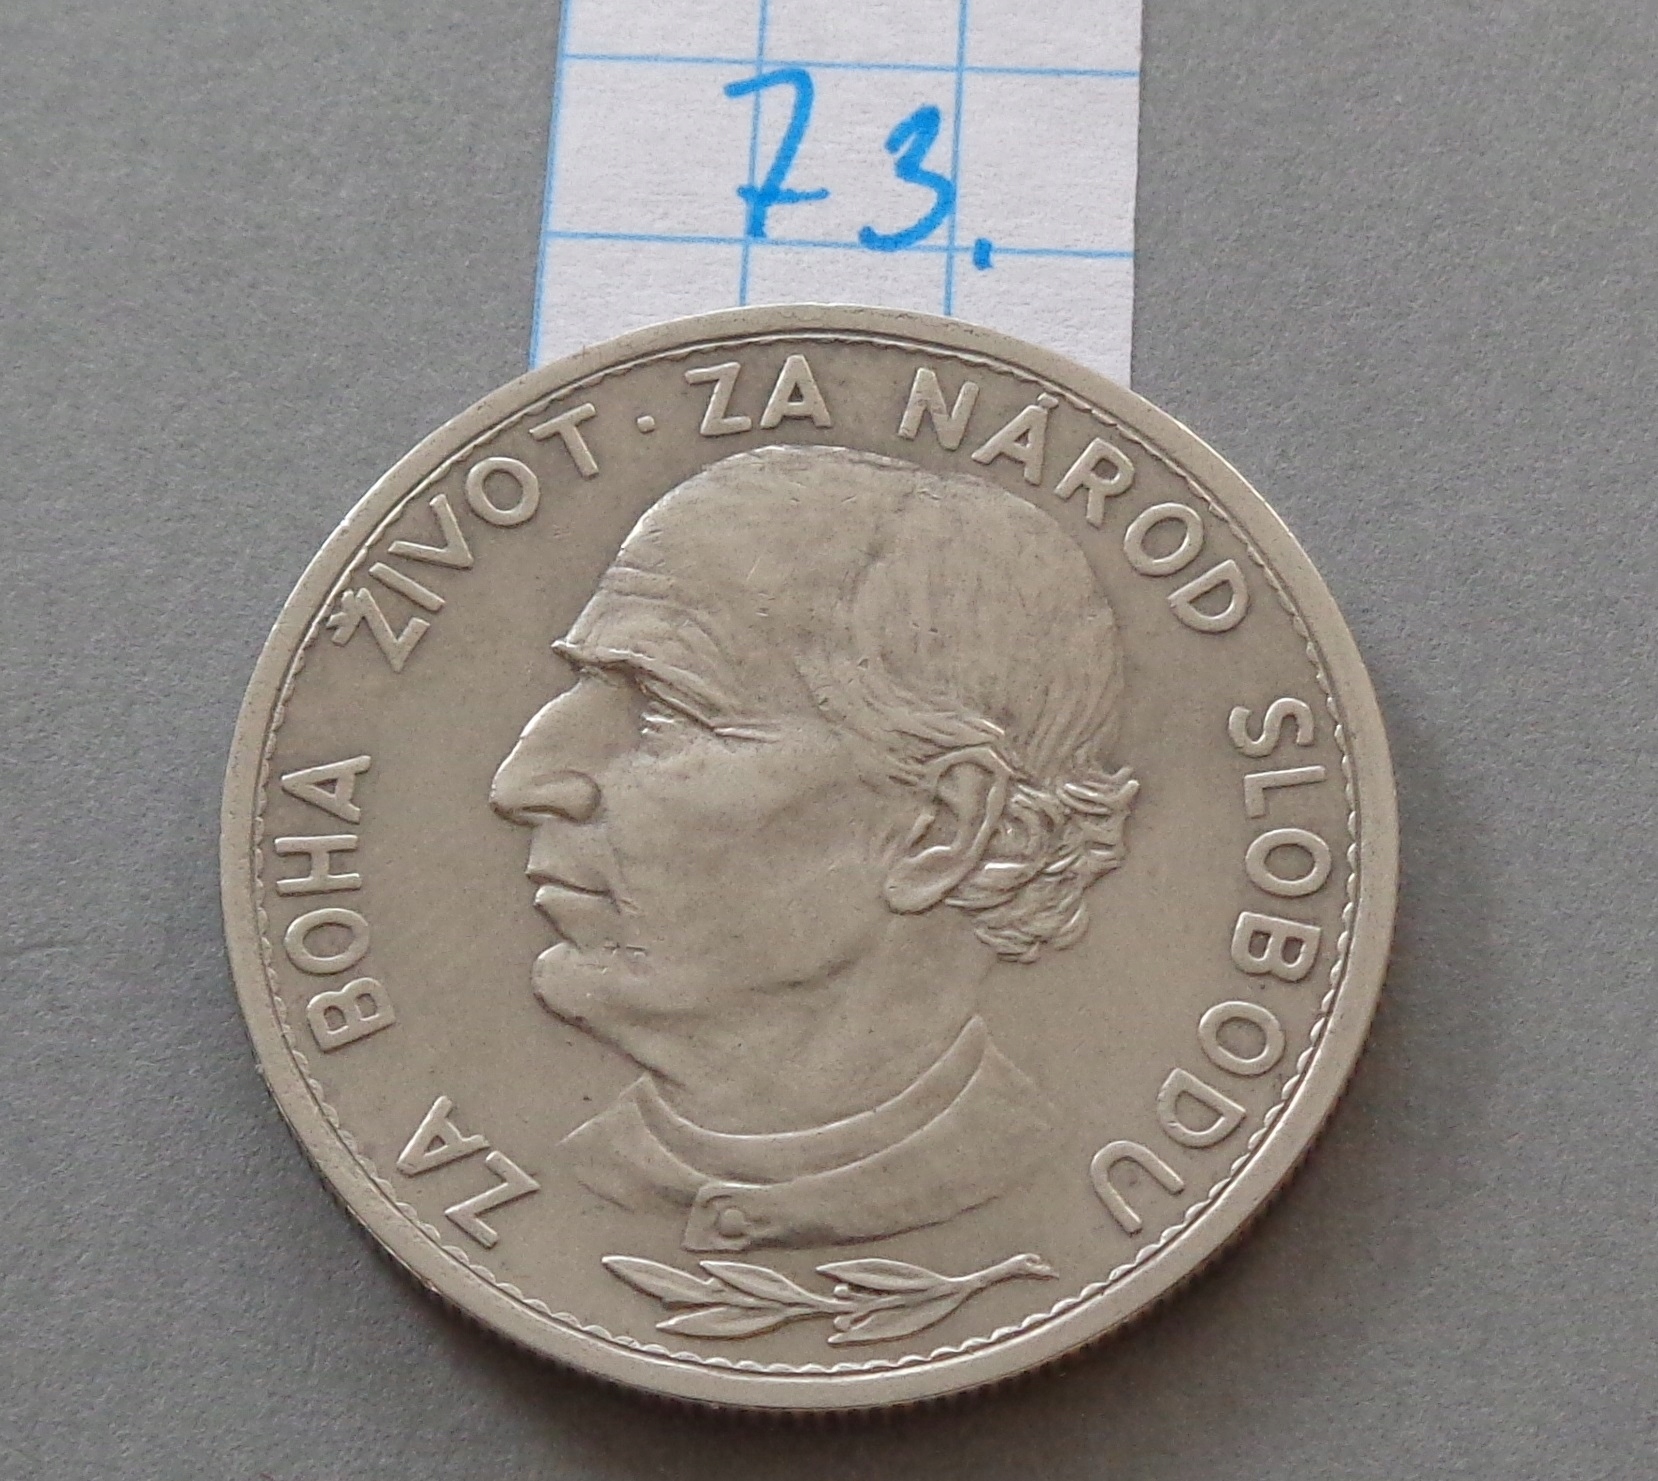 73.
ZA BOHA ŽIVOT · ZA NÁROD SLOBODU